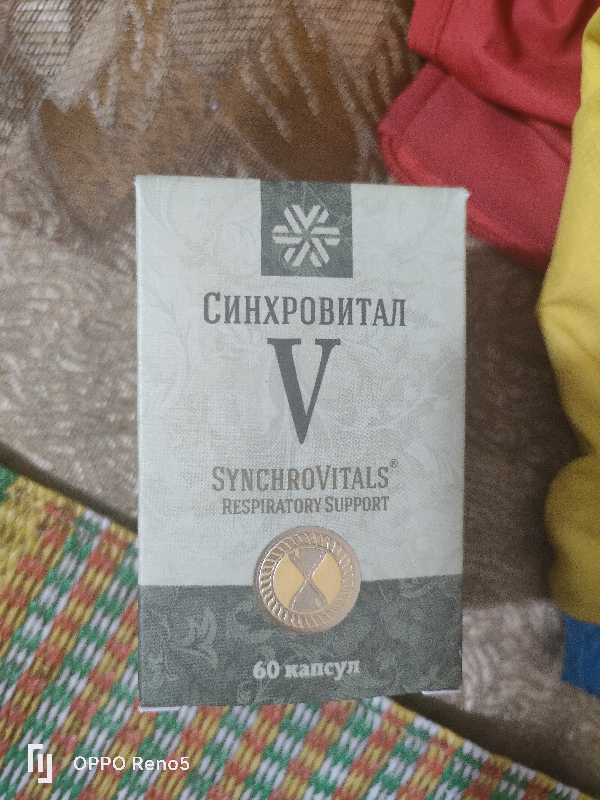 СИНХРОВИТАЛ
V
SYNCHROVITALS®
RESPIRATORY SUPPORT
60 капсул
OPPO Reno5